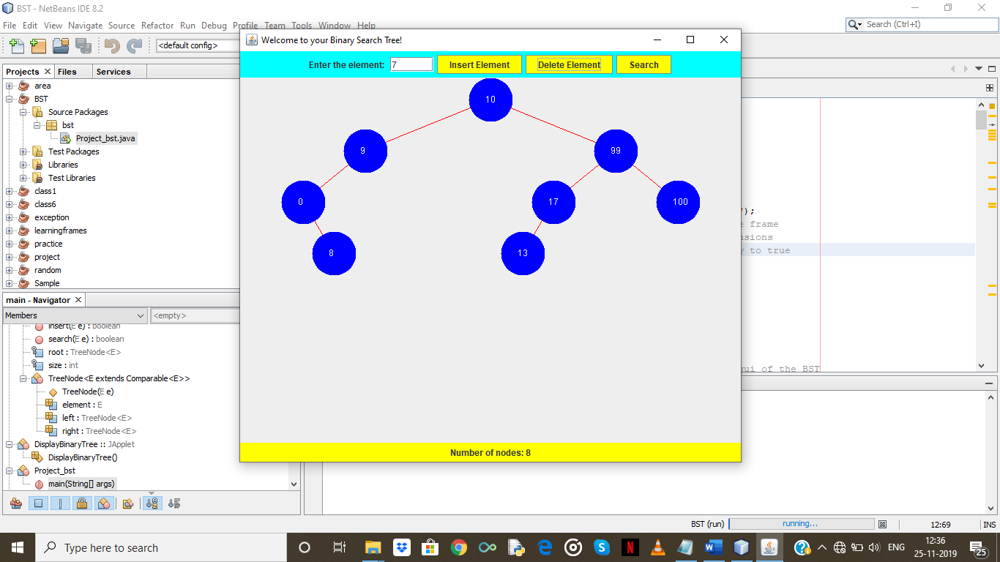 BST - NetBeans IDE 8.2
File Edit View Navigate Source Refactor Run Debug Profile Team Tools Window Help
Search (Ctrl+I)
<default config>
Welcome to your Binary Search Tree!
Enter the element: 7 Insert Element Delete Element Search
Projects Files Services
area
BST
Source Packages
bst
Project_bst.java
Test Packages
Libraries
Test Libraries
class1
class6
exception
learningframes
practice
project
random
Sample
10
9 99
0 17 100
8 13
");
e frame
nsions
y to true
gui of the BST
main - Navigator
Members <empty>
insert(E e) : boolean
search(E e) : boolean
root : TreeNode<E>
size : int
TreeNode<E extends Comparable<E>>
TreeNode(E e)
element : E
left : TreeNode<E>
right : TreeNode<E>
DisplayBinaryTree :: JApplet
DisplayBinaryTree()
Project_bst
main(String[] args)
Number of nodes: 8
BST (run) running... 12:69 INS
Type here to search
ENG 12:36
25-11-2019 25